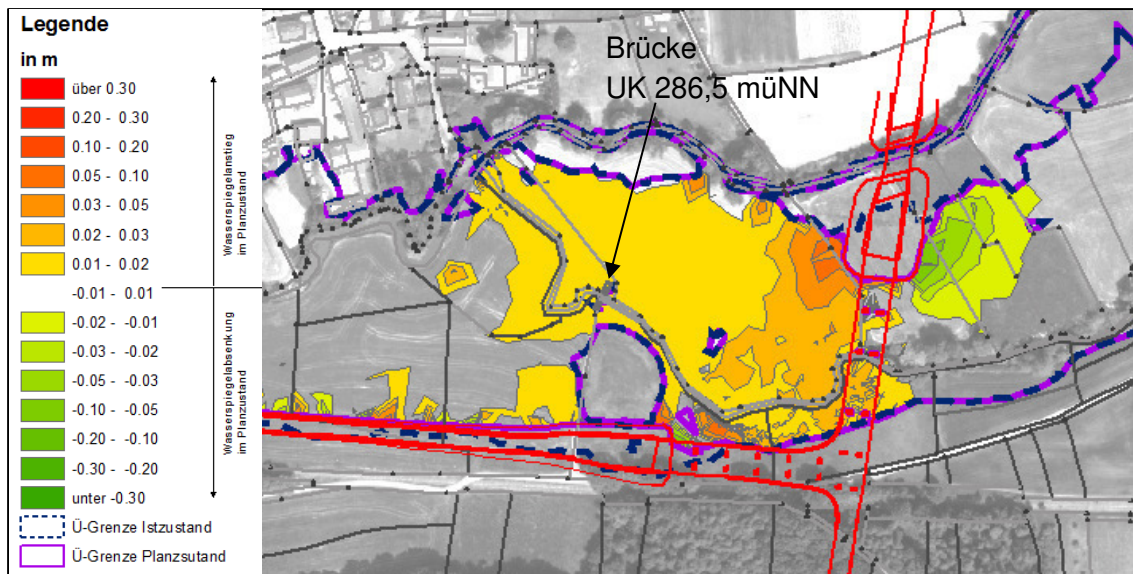 Legende
in m
über 0.30
0.20 - 0.30
0.10 - 0.20
0.05 - 0.10
0.03 - 0.05
0.02 - 0.03
0.01 - 0.02
-0.01 - 0.01
-0.02 - -0.01
-0.03 - -0.02
-0.05 - -0.03
-0.10 - -0.05
-0.20 - -0.10
-0.30 - -0.20
unter -0.30
Ü-Grenze Istzustand
Ü-Grenze Planzsutand
Wasserspiegelanstieg
im Planzustand
Wasserspiegelabsenkung
im Planzustand
Brücke
UK 286,5 müNN